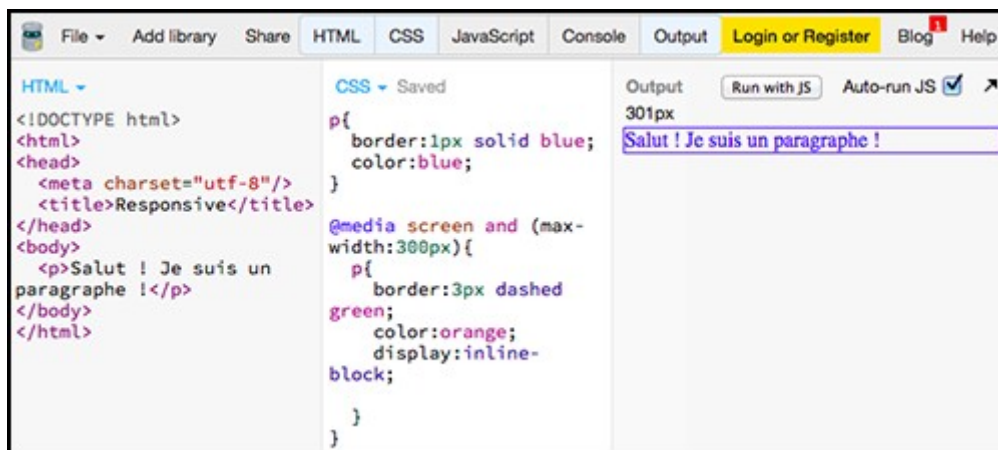 File Add library Share HTML CSS JavaScript Console Output Login or Register Blog 1 Help
HTML
<!DOCTYPE html>
<html>
<head>
<meta charset="utf-8"/>
<title>Responsive</title>
</head>
<body>
<p>Salut ! Je suis un
paragraphe !</p>
</body>
</html>
CSS Saved
p{
border:1px solid blue;
color:blue;
}
@media screen and (max-
width:300px){
p{
border:3px dashed
green;
color:orange;
display:inline-
block;
}
}
Output Run with JS Auto-run JS
301px
Salut ! Je suis un paragraphe !